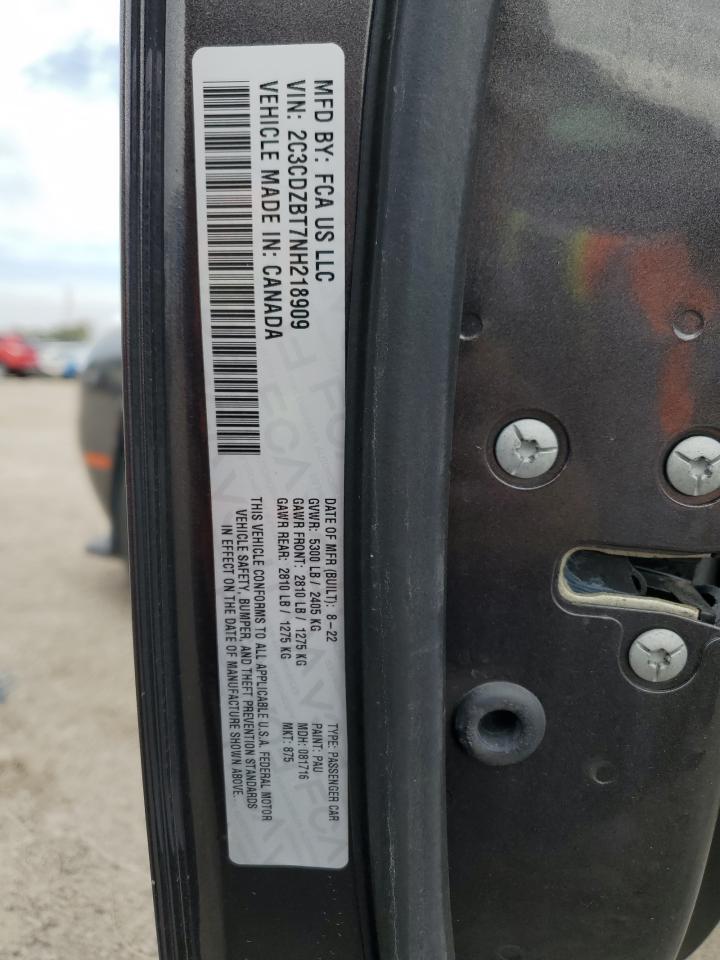 MFD BY: FCA US LLC
VIN: 2C3CDZBT7NH218909
VEHICLE MADE IN: CANADA
DATE OF MFR (BUILT): 8-22
GVWR: 5300 LB / 2405 KG
GAWR FRONT: 2810 LB / 1275 KG
GAWR REAR: 2810 LB / 1275 KG
TYPE: PASSENGER CAR
PAINT: PAU
MDH: 081716
MKT: 875
THIS VEHICLE CONFORMS TO ALL APPLICABLE U.S.A. FEDERAL MOTOR
VEHICLE SAFETY, BUMPER, AND THEFT PREVENTION STANDARDS
IN EFFECT ON THE DATE OF MANUFACTURE SHOWN ABOVE.